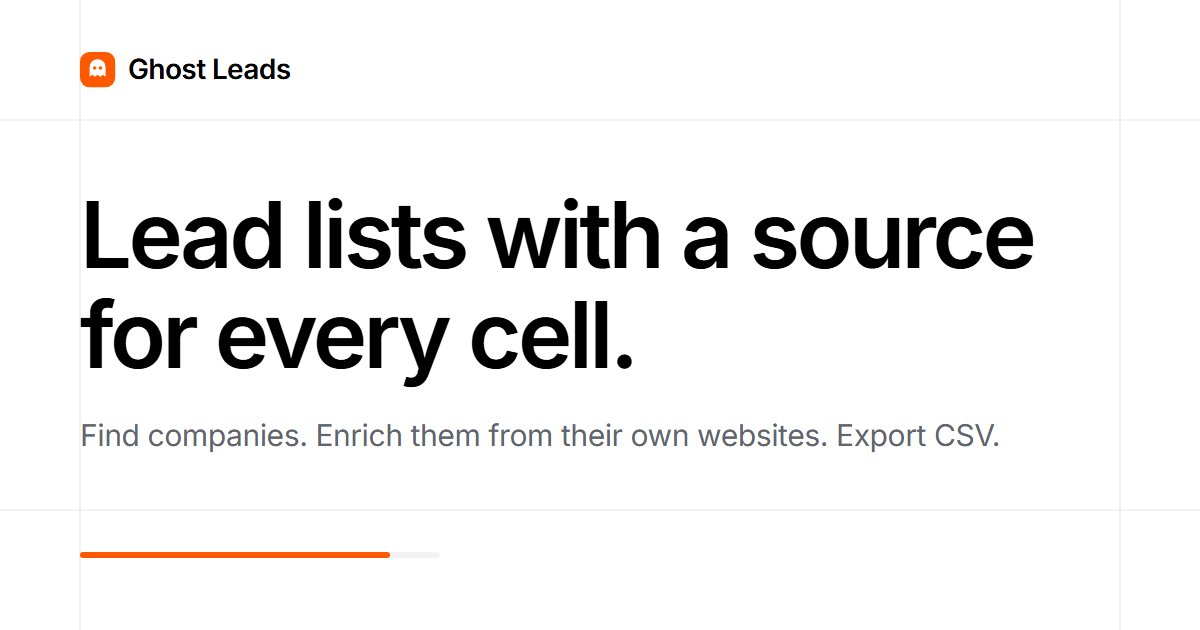 Ghost Leads
Lead lists with a source
for every cell.
Find companies. Enrich them from their own websites. Export CSV.